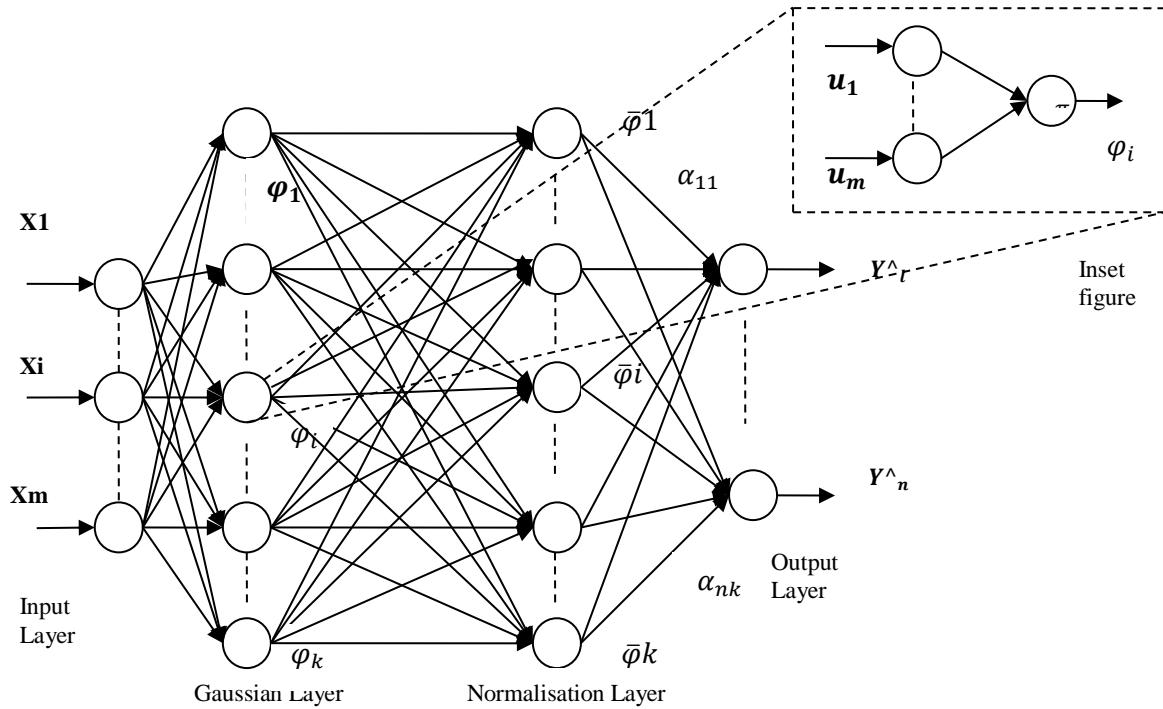 u₁
φ̄1
φᵢ
uₘ
α₁₁
φ₁
X1
Y^ᵣ
Inset
figure
Xi
φ̄i
φᵢ
Xm
Y^ₙ
Output
Layer
αₙₖ
Input
Layer
φₖ
φ̄k
Gaussian Layer
Normalisation Layer